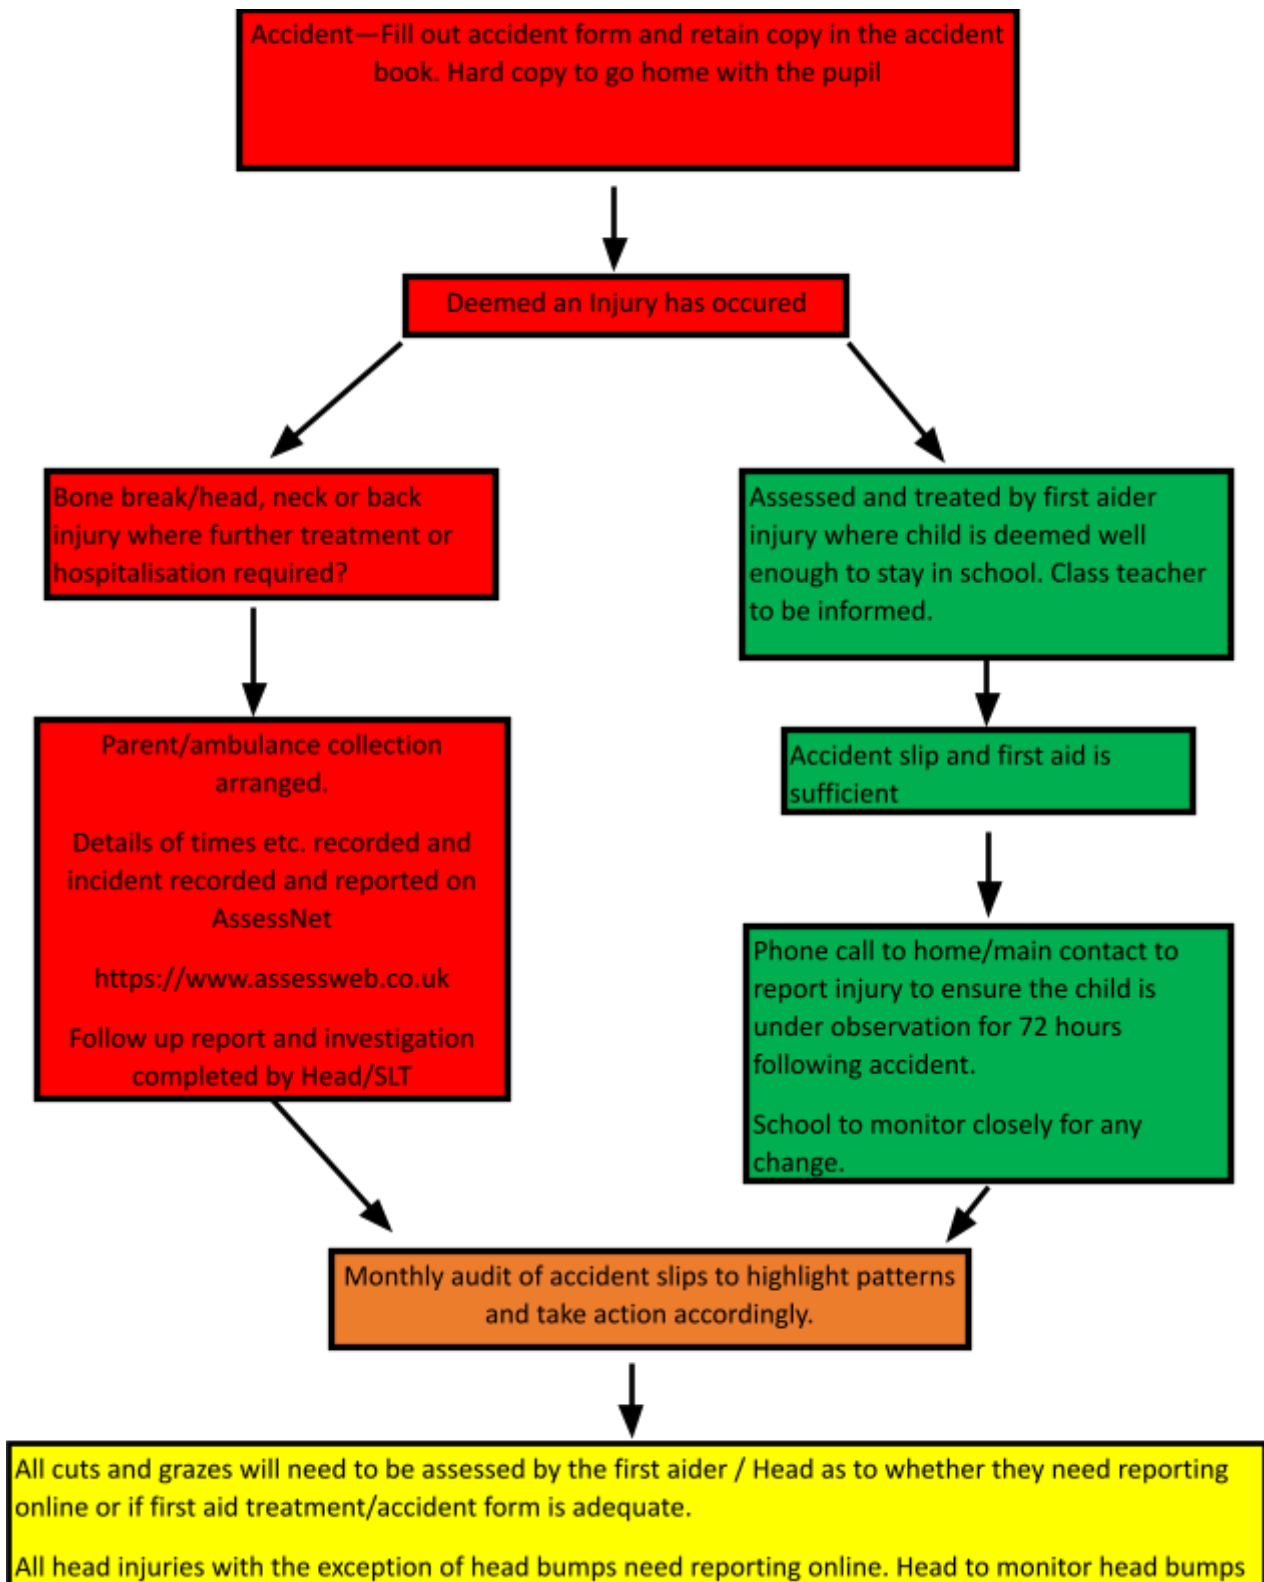 Accident—Fill out accident form and retain copy in the accident
book. Hard copy to go home with the pupil
Deemed an Injury has occured
Bone break/head, neck or back
injury where further treatment or
hospitalisation required?
Assessed and treated by first aider
injury where child is deemed well
enough to stay in school. Class teacher
to be informed.
Parent/ambulance collection
arranged.
Details of times etc. recorded and
incident recorded and reported on
AssessNet
https://www.assessweb.co.uk
Follow up report and investigation
completed by Head/SLT
Accident slip and first aid is
sufficient
Phone call to home/main contact to
report injury to ensure the child is
under observation for 72 hours
following accident.
School to monitor closely for any
change.
Monthly audit of accident slips to highlight patterns
and take action accordingly.
All cuts and grazes will need to be assessed by the first aider / Head as to whether they need reporting
online or if first aid treatment/accident form is adequate.
All head injuries with the exception of head bumps need reporting online. Head to monitor head bumps